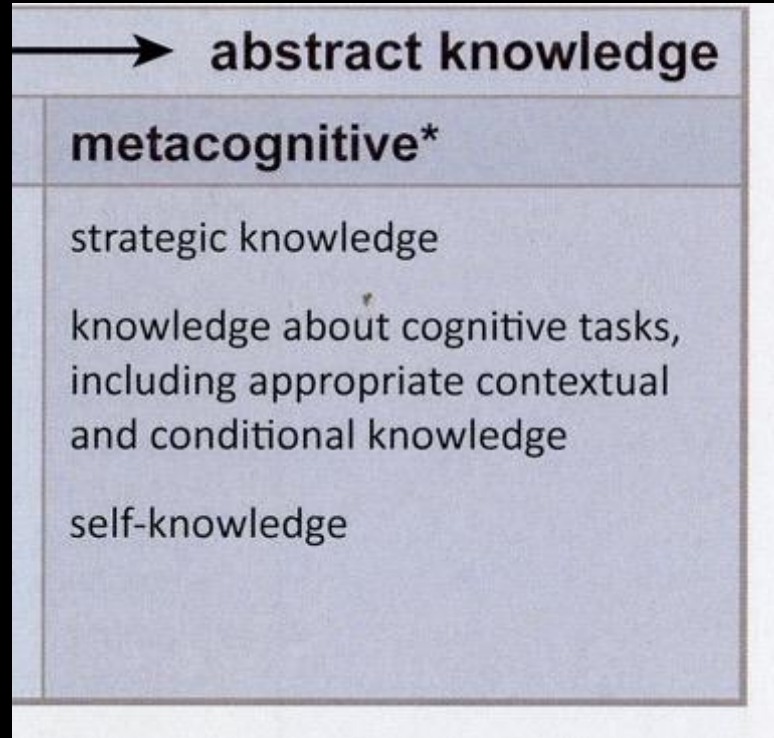 abstract knowledge
metacognitive*
strategic knowledge
knowledge about cognitive tasks,
including appropriate contextual
and conditional knowledge
self-knowledge